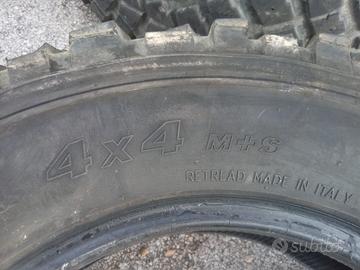 4x4 M+S
RETREAD MADE IN ITALY
subito